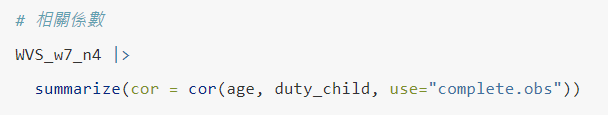 # 相關係數
WVS_w7_n4 |>
  summarize(cor = cor(age, duty_child, use="complete.obs"))